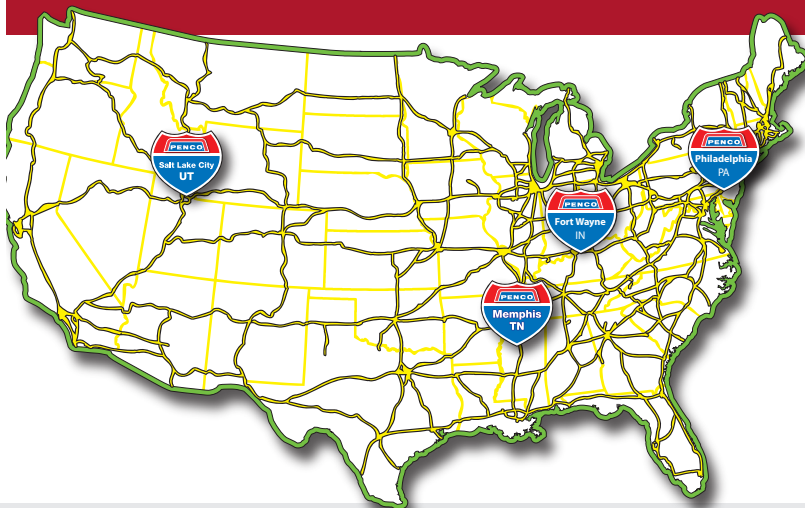 PENCO
Salt Lake City
UT
PENCO
Philadelphia
PA
PENCO
Fort Wayne
IN
PENCO
Memphis
TN